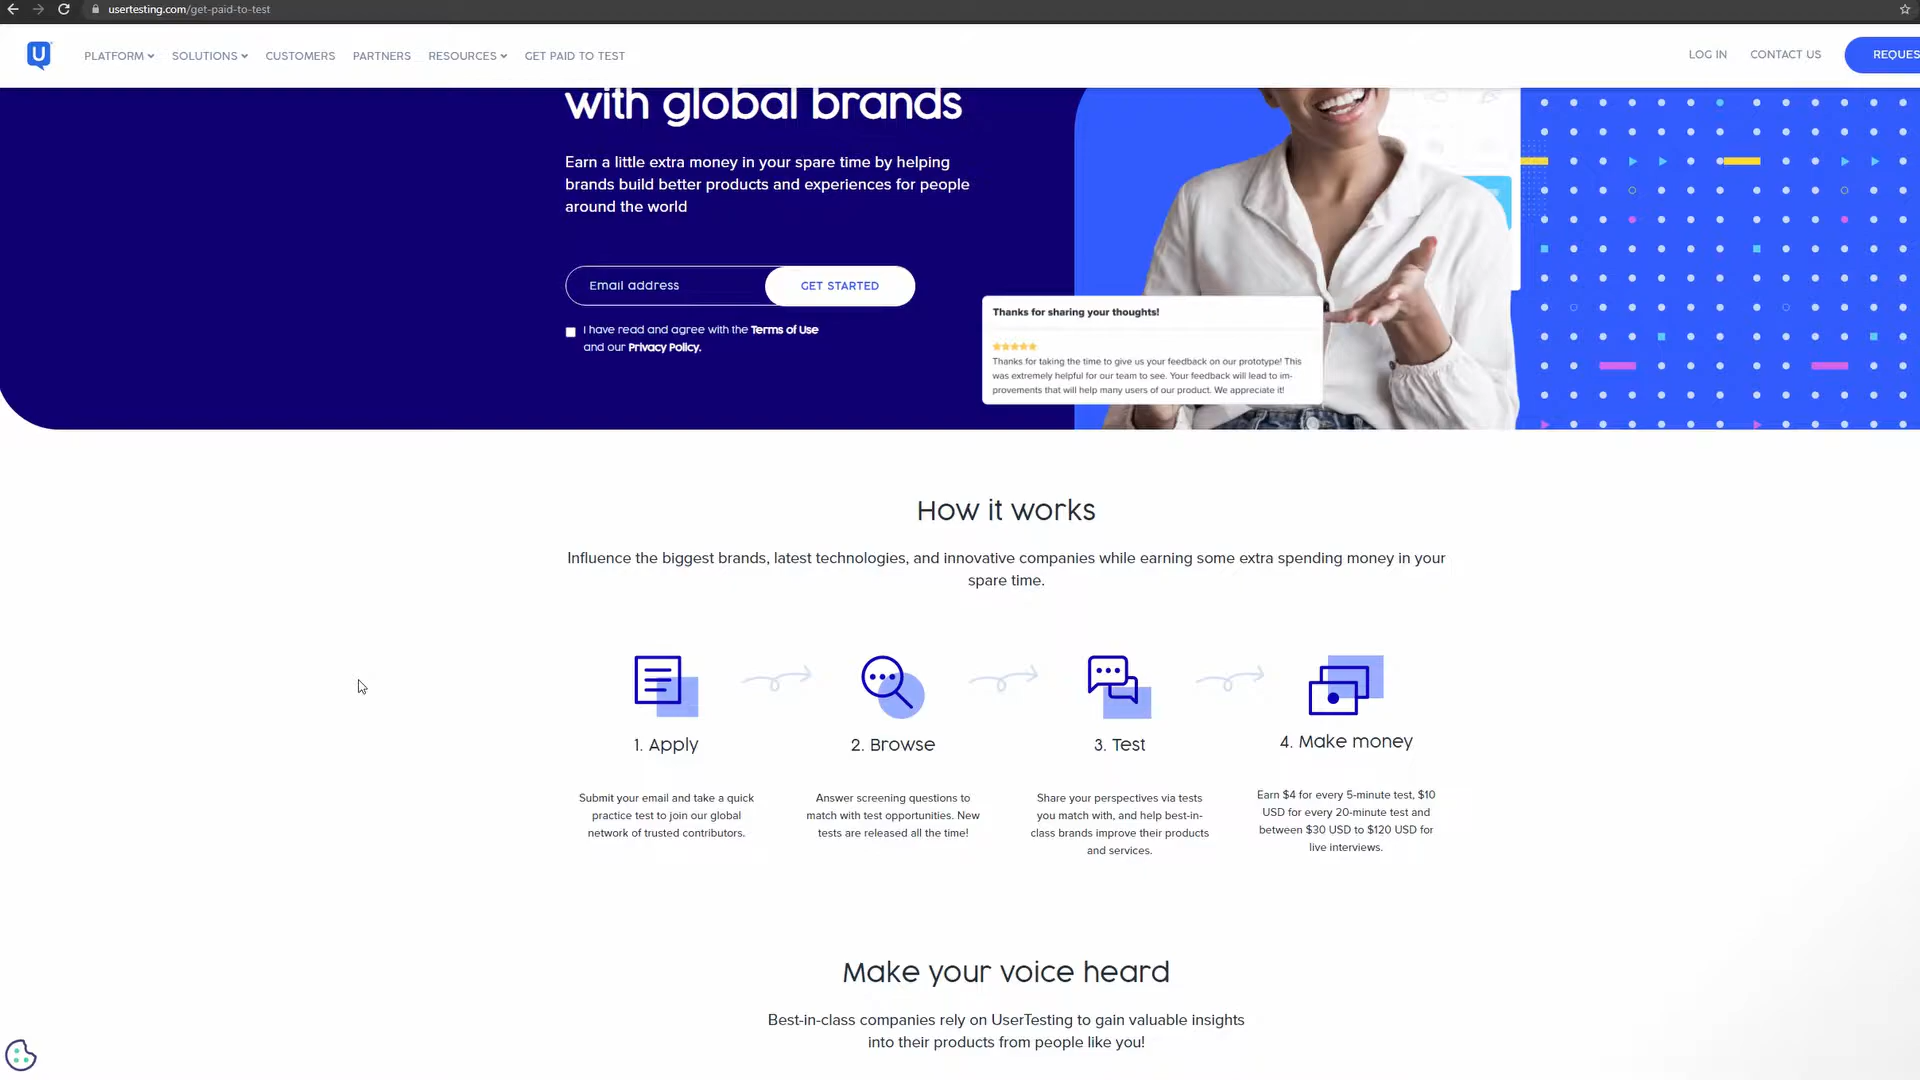 usertesting.com/get-paid-to-test
U
PLATFORM
SOLUTIONS
CUSTOMERS
PARTNERS
RESOURCES
GET PAID TO TEST
LOG IN
CONTACT US
REQUES
with global brands
Earn a little extra money in your spare time by helping
brands build better products and experiences for people
around the world
Email address
GET STARTED
I have read and agree with the Terms of Use
and our Privacy Policy.
Thanks for sharing your thoughts!
Thanks for taking the time to give us your feedback on our prototype! This
was extremely helpful for our team to see. Your feedback will lead to im-
provements that will help many users of our product. We appreciate it!
How it works
Influence the biggest brands, latest technologies, and innovative companies while earning some extra spending money in your
spare time.
1. Apply
Submit your email and take a quick
practice test to join our global
network of trusted contributors.
2. Browse
Answer screening questions to
match with test opportunities. New
tests are released all the time!
3. Test
Share your perspectives via tests
you match with, and help best-in-
class brands improve their products
and services.
4. Make money
Earn $4 for every 5-minute test, $10
USD for every 20-minute test and
between $30 USD to $120 USD for
live interviews.
Make your voice heard
Best-in-class companies rely on UserTesting to gain valuable insights
into their products from people like you!